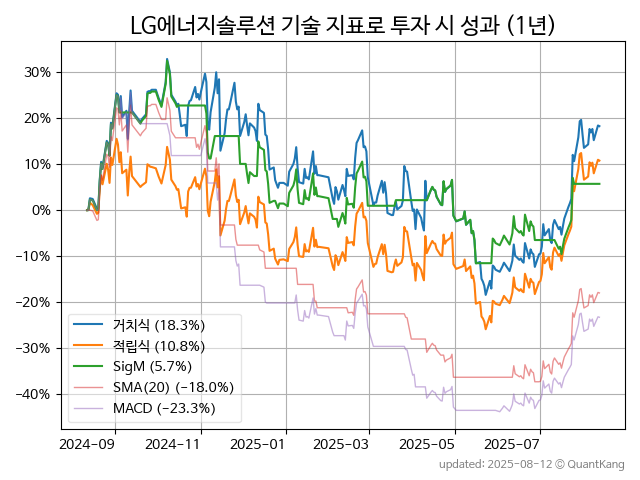 LG에너지솔루션 기술 지표로 투자 시 성과 (1년)
30%
20%
10%
0%
−10%
−20%
−30%
−40%
거치식 (18.3%)
적립식 (10.8%)
SigM (5.7%)
SMA(20) (−18.0%)
MACD (−23.3%)
2024-09 2024-11 2025-01 2025-03 2025-05 2025-07
updated: 2025-08-12 © QuantKang